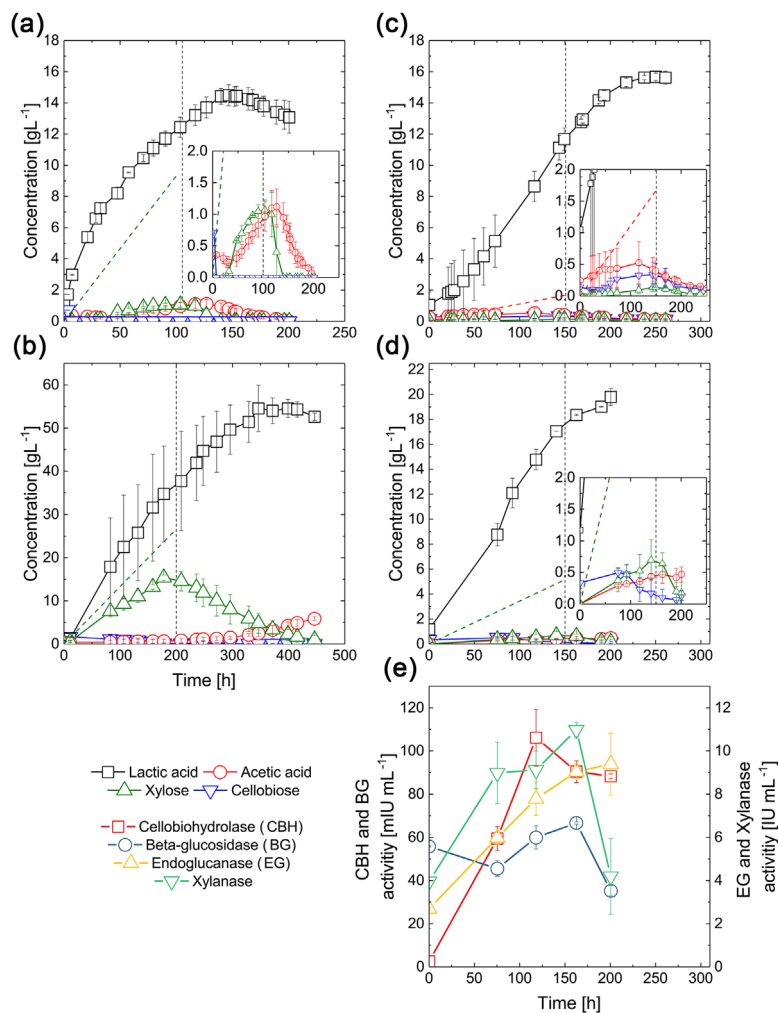 (a)
18
16
14
12
10
8
6
4
2
0
Concentration [gL⁻¹]
0 50 100 150 200 250
2.0
1.5
1.0
0.5
0.0
0 100 200
(c)
18
16
14
12
10
8
6
4
2
0
Concentration [gL⁻¹]
0 50 100 150 200 250 300
2.0
1.5
1.0
0.5
0.0
0 100 200
(b)
60
50
40
30
20
10
0
Concentration [gL⁻¹]
0 100 200 300 400 500
Time [h]
(d)
22
20
18
16
14
12
10
8
6
4
2
0
Concentration [gL⁻¹]
0 50 100 150 200 250 300
2.0
1.5
1.0
0.5
0.0
0 100 200
Lactic acid Acetic acid
Xylose Cellobiose
Cellobiohydrolase (CBH)
Beta-glucosidase (BG)
Endoglucanase (EG)
Xylanase
(e)
120
100
80
60
40
20
0
CBH and BG
activitiy [mIU mL⁻¹]
12
10
8
6
4
2
0
EG and Xylanase
activitiy [IU mL⁻¹]
0 50 100 150 200 250 300
Time [h]